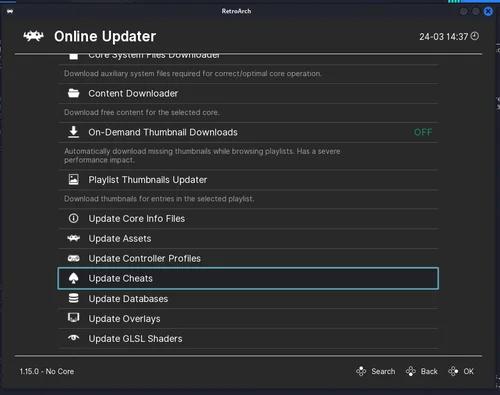 RetroArch
Online Updater
24-03 14:37
Core System Files Downloader
Download auxiliary system files required for correct/optimal core operation.
Content Downloader
Download free content for the selected core.
On-Demand Thumbnail Downloads
OFF
Automatically download missing thumbnails while browsing playlists. Has a severe
performance impact.
Playlist Thumbnails Updater
Download thumbnails for entries in the selected playlist.
Update Core Info Files
Update Assets
Update Controller Profiles
Update Cheats
Update Databases
Update Overlays
Update GLSL Shaders
1.15.0 - No Core
Search
Back
OK